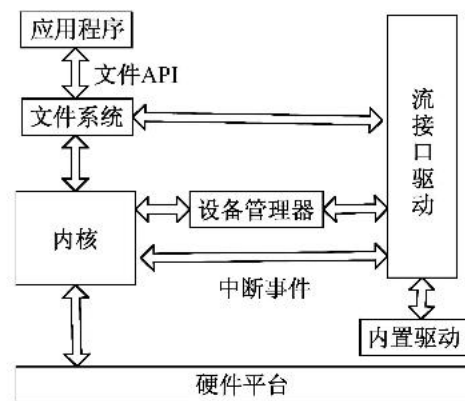 应用程序
文件API
文件系统
流接口驱动
设备管理器
内核
中断事件
内置驱动
硬件平台